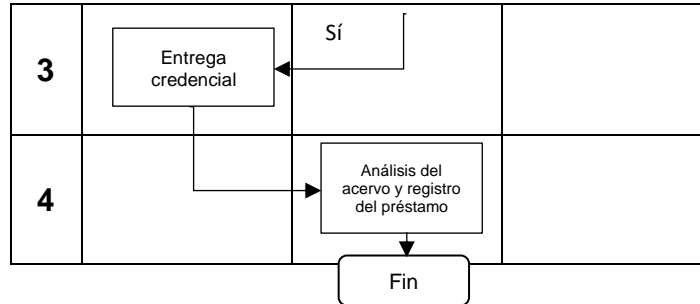 Sí
3
Entrega
credencial
4
Análisis del
acervo y registro
del préstamo
Fin